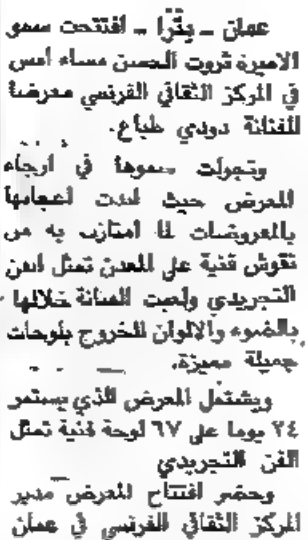 عمان - بترا - افتتحت سمو
الاميرة ثروت الحسن مساء امس
في المركز الثقافي الفرنسي معرضا
للفنانة دودي طباع.
وتجولت سموها في ارجاء
المعرض حيث ابدت اعجابها
بالمعروضات لما امتازت به من
نقوش فنية على المعدن تمثل الفن
التجريدي ولعبت الفنانة خلالها
بالضوء والالوان للخروج بلوحات
جميلة مميزة.
ويشتمل المعرض الذي يستمر
٢٤ يوما على ٦٧ لوحة فنية تمثل
الفن التجريدي
وحضر افتتاح المعرض مدير
المركز الثقافي الفرنسي في عمان